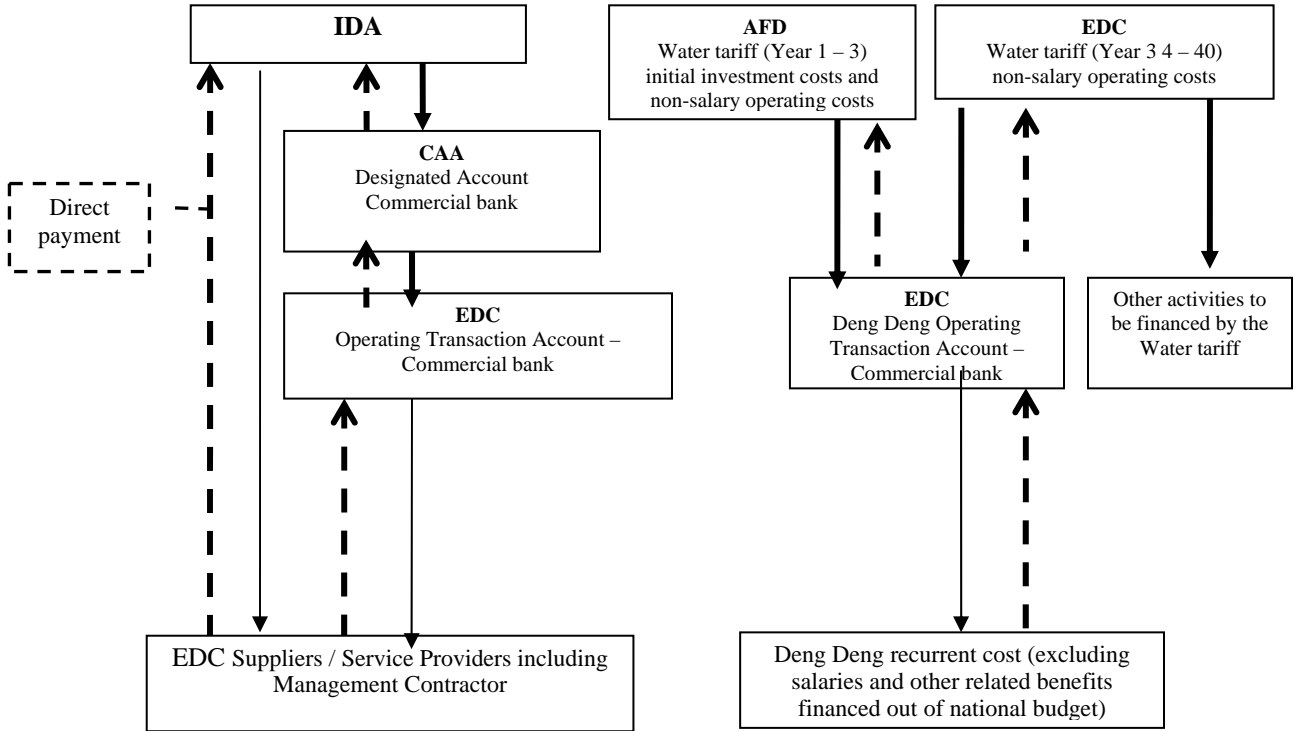 IDA
AFD
Water tariff (Year 1 – 3)
initial investment costs and
non-salary operating costs
EDC
Water tariff (Year 3 4 – 40)
non-salary operating costs
CAA
Designated Account
Commercial bank
Direct
payment
EDC
Operating Transaction Account –
Commercial bank
EDC
Deng Deng Operating
Transaction Account –
Commercial bank
Other activities to
be financed by the
Water tariff
EDC Suppliers / Service Providers including
Management Contractor
Deng Deng recurrent cost (excluding
salaries and other related benefits
financed out of national budget)